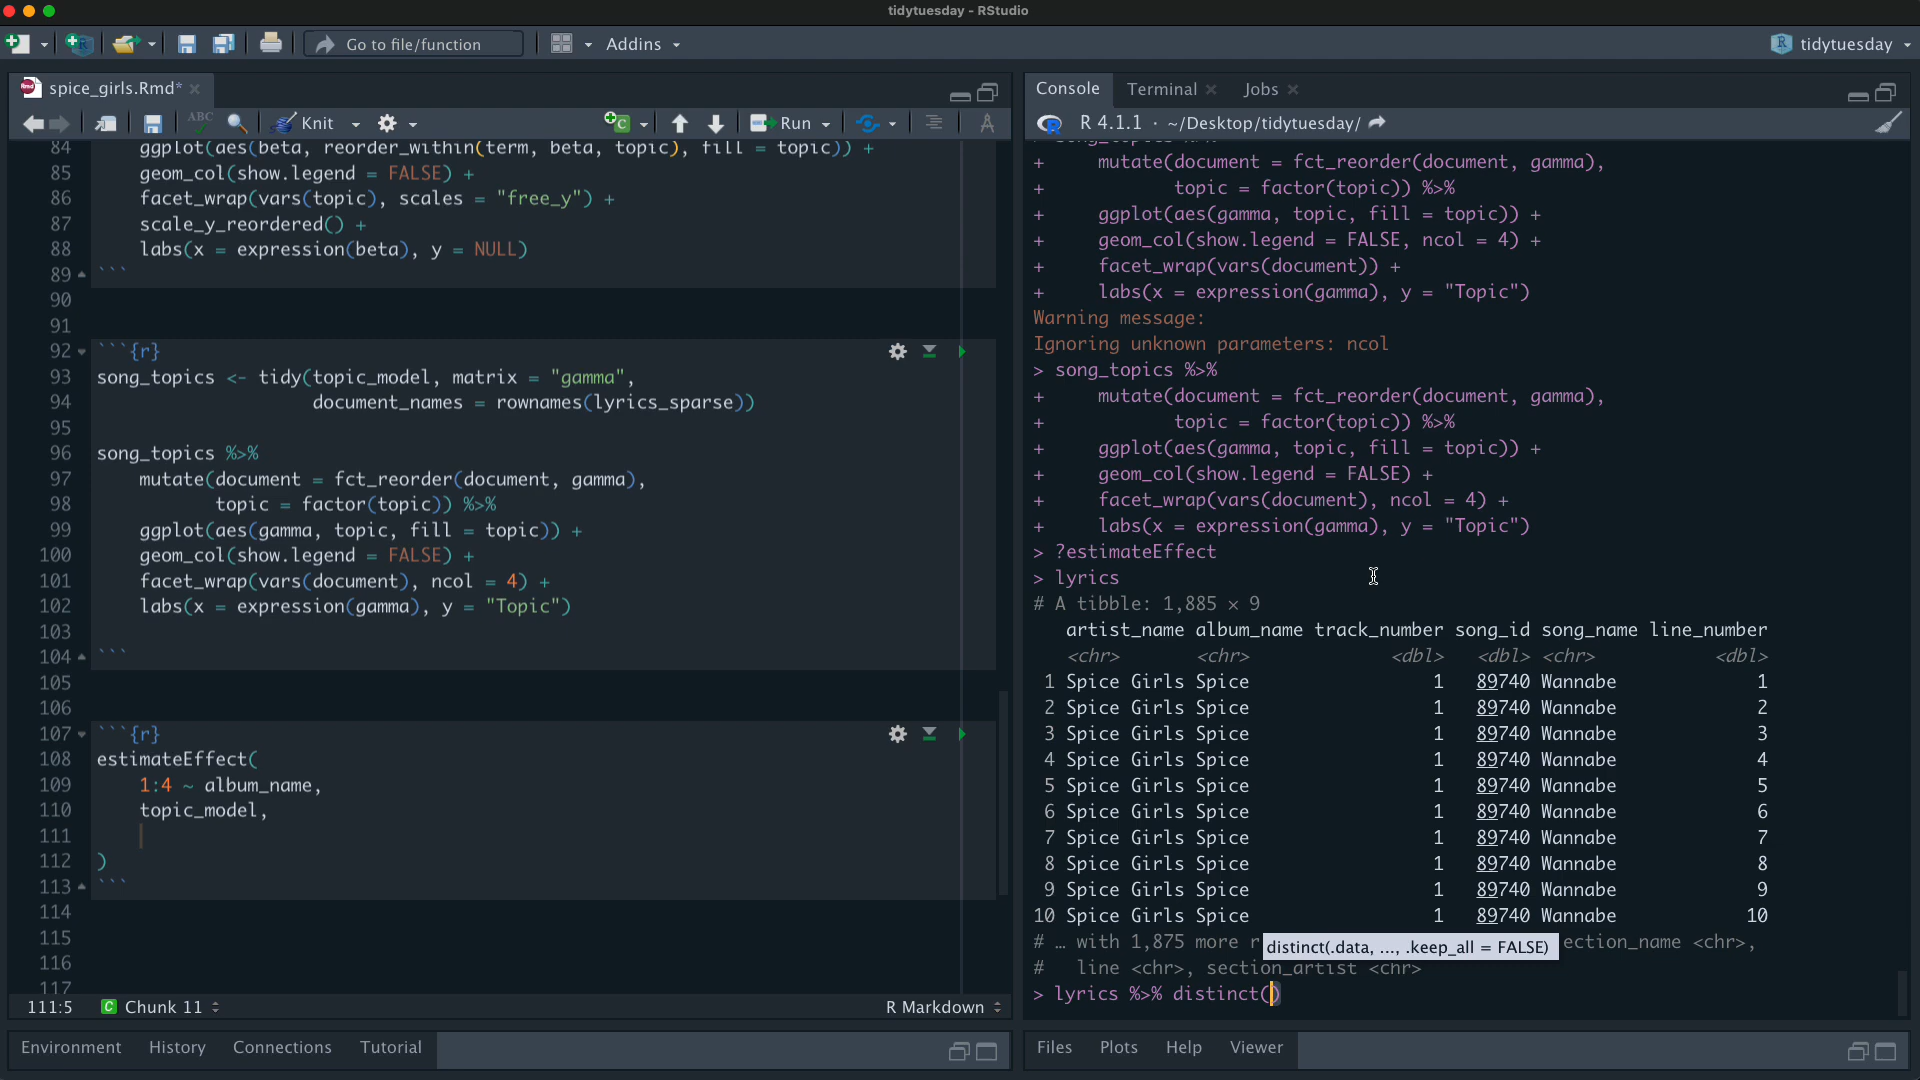 tidytuesday - RStudio
Go to file/function
Addins
tidytuesday
spice_girls.Rmd*
ABC
Knit
Run
84 ggplot(aes(beta, reorder_within(term, beta, topic), fill = topic)) +
85 geom_col(show.legend = FALSE) +
86 facet_wrap(vars(topic), scales = "free_y") +
87 scale_y_reordered() +
88 labs(x = expression(beta), y = NULL)
89 ```
90
91
92 ```{r}
93 song_topics <- tidy(topic_model, matrix = "gamma",
94 document_names = rownames(lyrics_sparse))
95
96 song_topics %>%
97 mutate(document = fct_reorder(document, gamma),
98 topic = factor(topic)) %>%
99 ggplot(aes(gamma, topic, fill = topic)) +
100 geom_col(show.legend = FALSE) +
101 facet_wrap(vars(document), ncol = 4) +
102 labs(x = expression(gamma), y = "Topic")
103
104 ```
105
106
107 ```{r}
108 estimateEffect(
109 1:4 ~ album_name,
110 topic_model,
111
112 )
113 ```
114
115
116
117
111:5 C Chunk 11 R Markdown
Environment History Connections Tutorial
Console Terminal Jobs
R 4.1.1 · ~/Desktop/tidytuesday/
+ mutate(document = fct_reorder(document, gamma),
+ topic = factor(topic)) %>%
+ ggplot(aes(gamma, topic, fill = topic)) +
+ geom_col(show.legend = FALSE, ncol = 4) +
+ facet_wrap(vars(document)) +
+ labs(x = expression(gamma), y = "Topic")
Warning message:
Ignoring unknown parameters: ncol
> song_topics %>%
+ mutate(document = fct_reorder(document, gamma),
+ topic = factor(topic)) %>%
+ ggplot(aes(gamma, topic, fill = topic)) +
+ geom_col(show.legend = FALSE) +
+ facet_wrap(vars(document), ncol = 4) +
+ labs(x = expression(gamma), y = "Topic")
> ?estimateEffect
> lyrics
# A tibble: 1,885 × 9
artist_name album_name track_number song_id song_name line_number
<chr> <chr> <dbl> <dbl> <chr> <dbl>
1 Spice Girls Spice 1 89740 Wannabe 1
2 Spice Girls Spice 1 89740 Wannabe 2
3 Spice Girls Spice 1 89740 Wannabe 3
4 Spice Girls Spice 1 89740 Wannabe 4
5 Spice Girls Spice 1 89740 Wannabe 5
6 Spice Girls Spice 1 89740 Wannabe 6
7 Spice Girls Spice 1 89740 Wannabe 7
8 Spice Girls Spice 1 89740 Wannabe 8
9 Spice Girls Spice 1 89740 Wannabe 9
10 Spice Girls Spice 1 89740 Wannabe 10
# … with 1,875 more r distinct(.data, ..., .keep_all = FALSE) ection_name <chr>,
# line <chr>, section_artist <chr>
> lyrics %>% distinct()
Files Plots Help Viewer